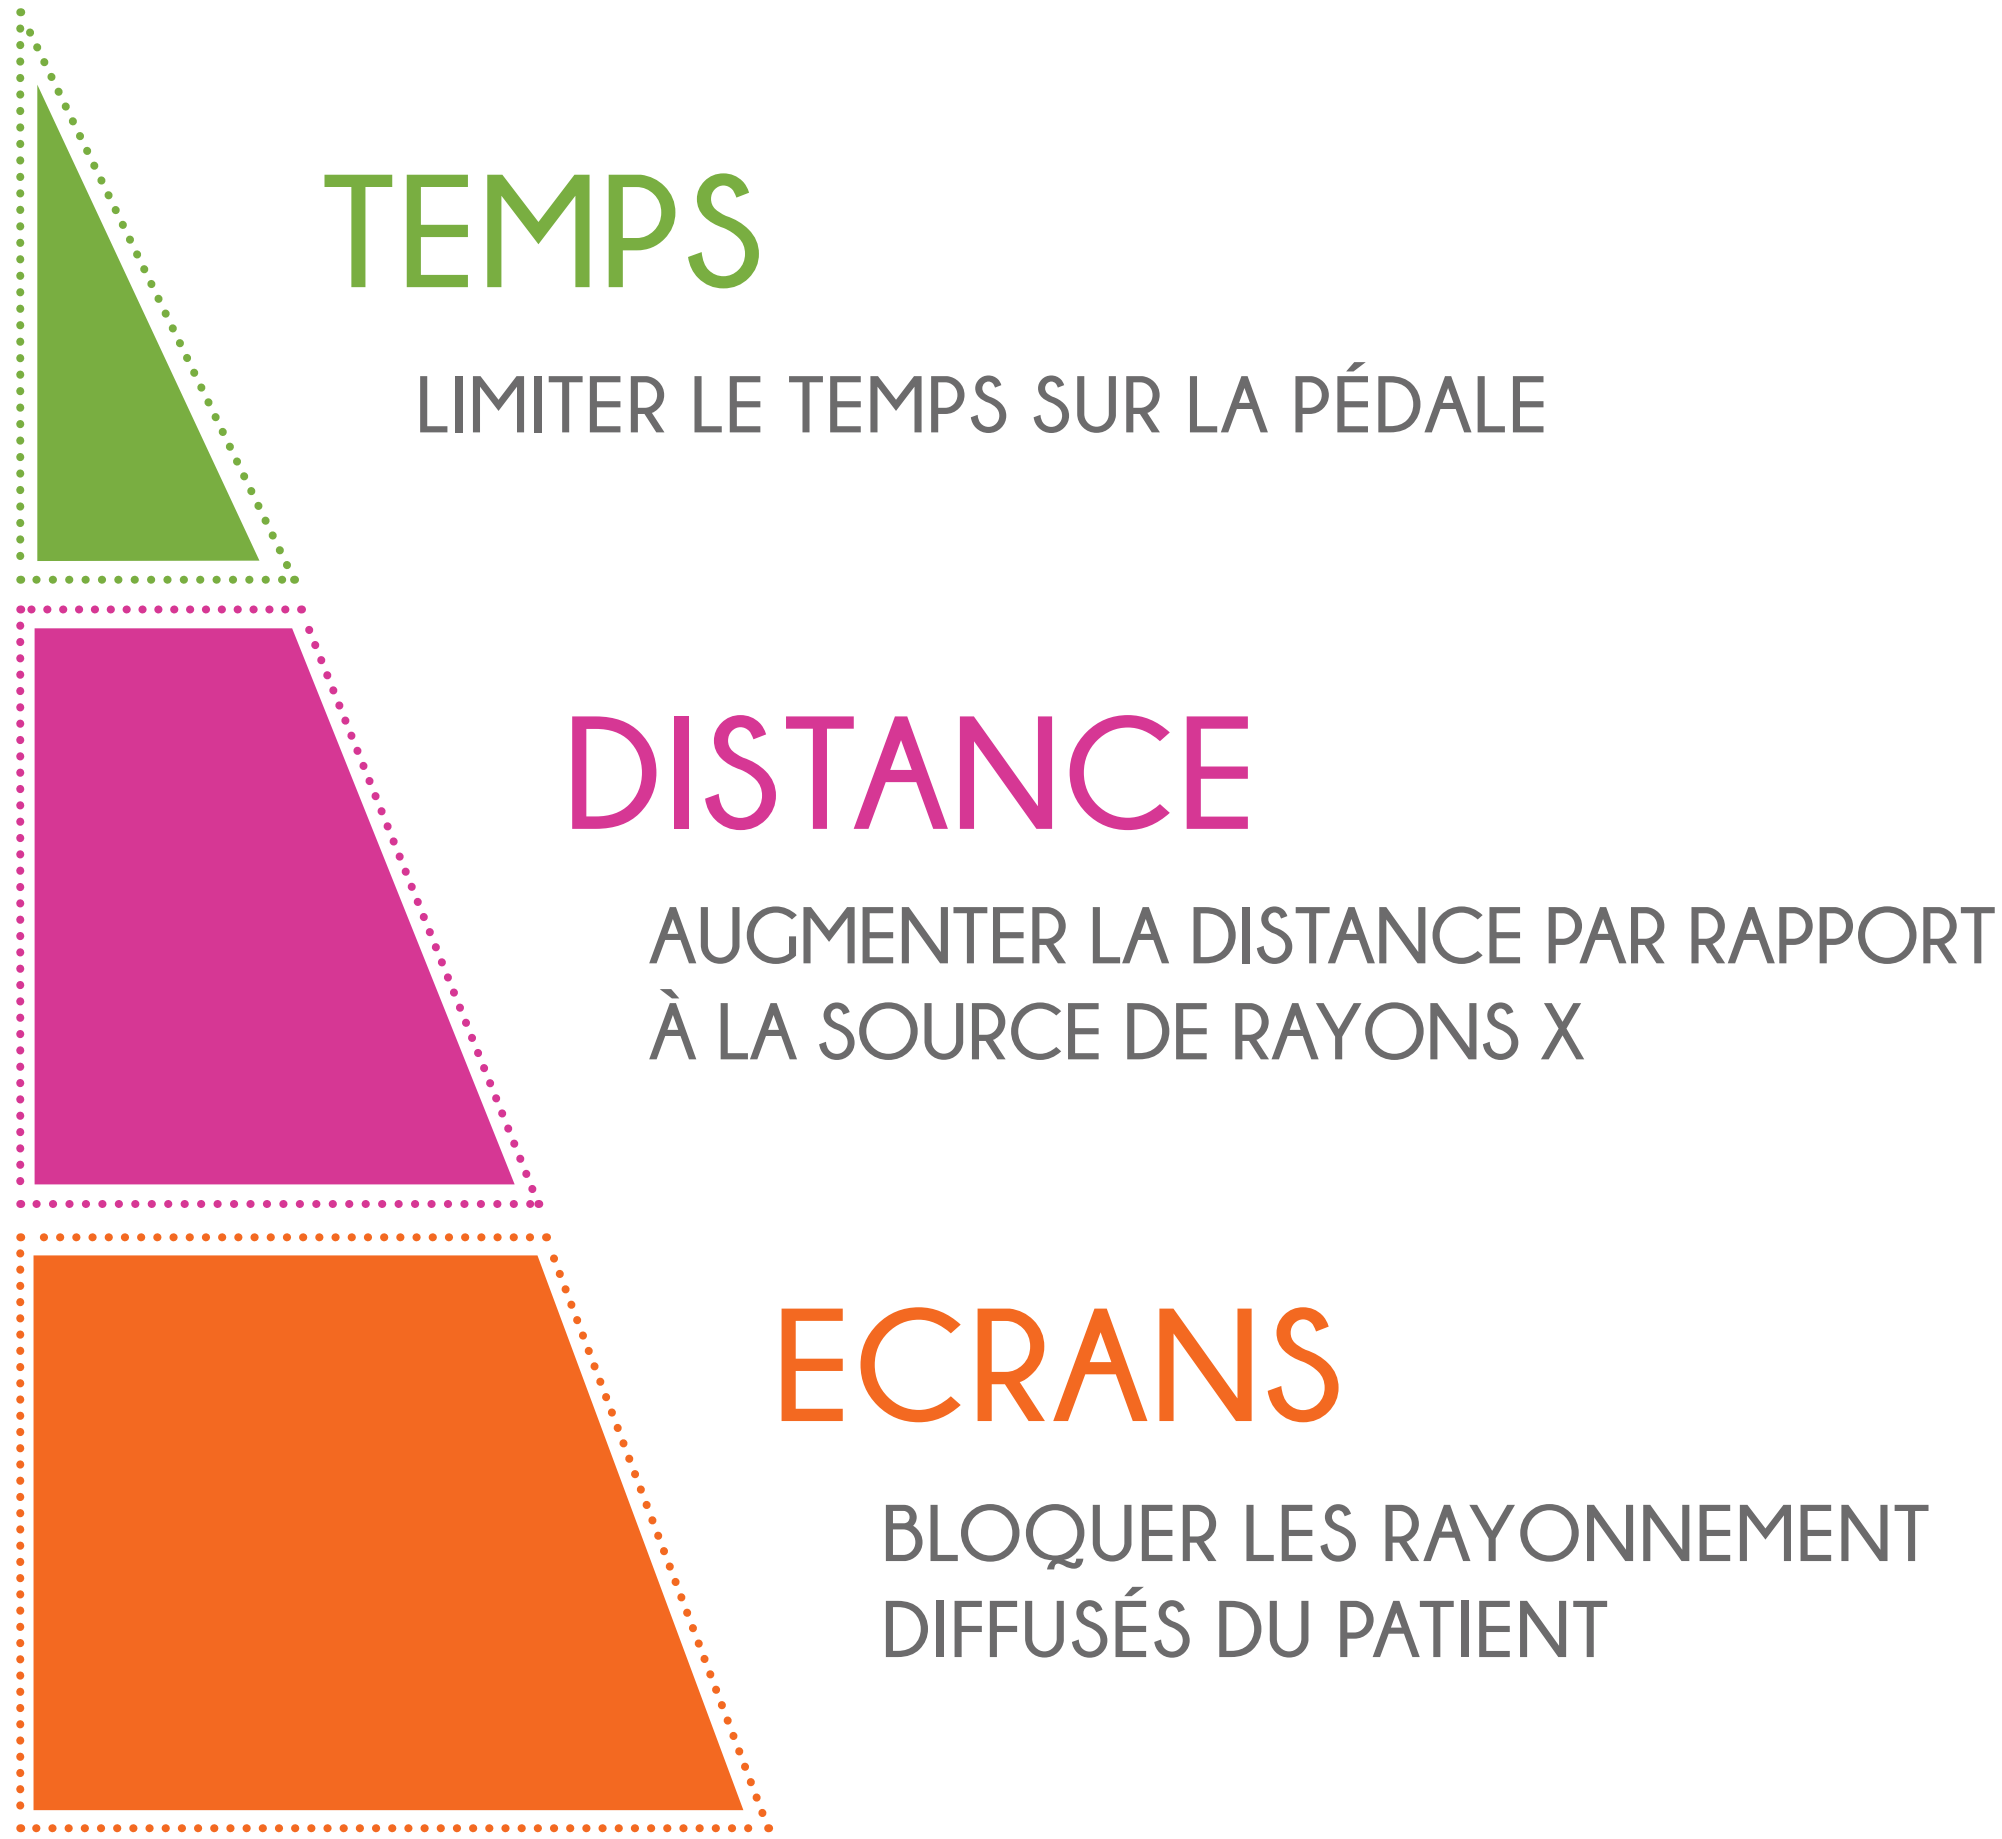 TEMPS
LIMITER LE TEMPS SUR LA PÉDALE
DISTANCE
AUGMENTER LA DISTANCE PAR RAPPORT
À LA SOURCE DE RAYONS X
ECRANS
BLOQUER LES RAYONNEMENT
DIFFUSÉS DU PATIENT